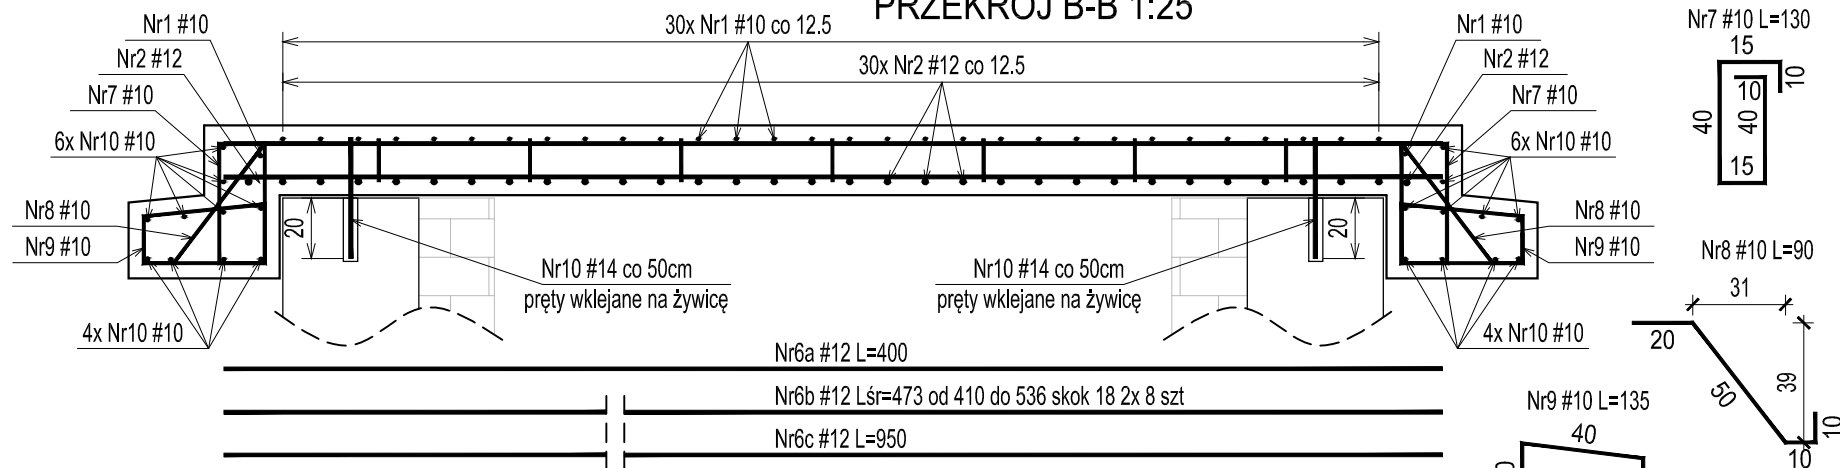 PRZEKRÓJ B-B 1:25
Nr1 #10
30x Nr1 #10 co 12.5
Nr1 #10
Nr7 #10 L=130
Nr2 #12
30x Nr2 #12 co 12.5
Nr2 #12
15
10
Nr7 #10
Nr7 #10
10
40
40
6x Nr10 #10
6x Nr10 #10
15
Nr8 #10
20
20
Nr8 #10
Nr9 #10
Nr9 #10
Nr8 #10 L=90
Nr10 #14 co 50cm
pręty wklejane na żywicę
Nr10 #14 co 50cm
pręty wklejane na żywicę
31
4x Nr10 #10
4x Nr10 #10
20
39
50
10
10
Nr6a #12 L=400
Nr6b #12 Lśr=473 od 410 do 536 skok 18 2x 8 szt
Nr9 #10 L=135
40
Nr6c #12 L=950